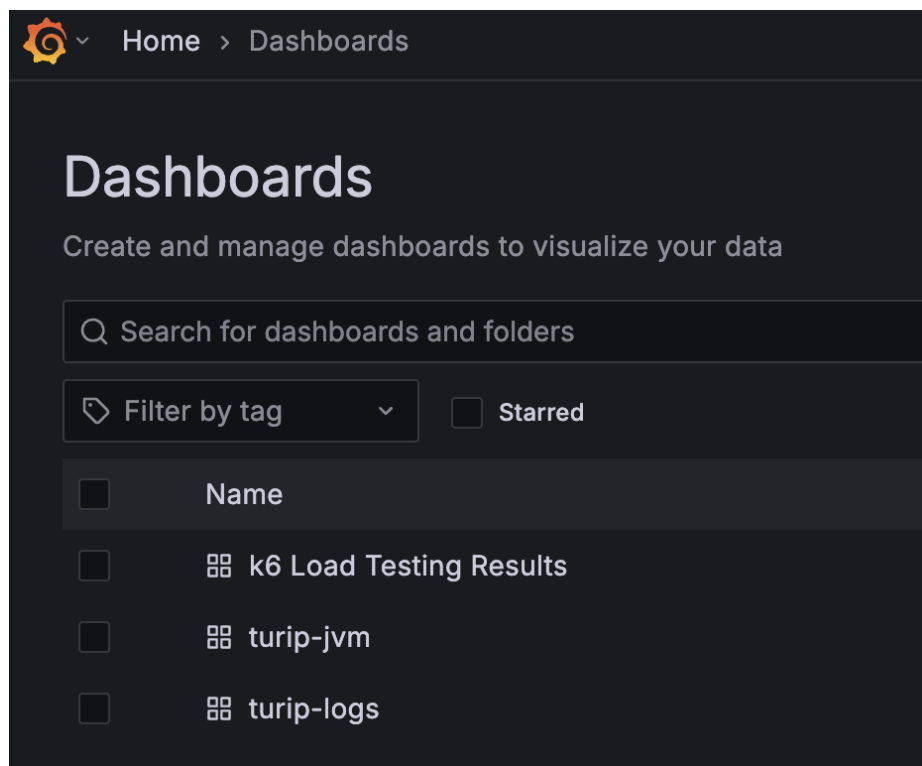 Home > Dashboards
Dashboards
Create and manage dashboards to visualize your data
Search for dashboards and folders
Filter by tag
Starred
Name
k6 Load Testing Results
turip-jvm
turip-logs